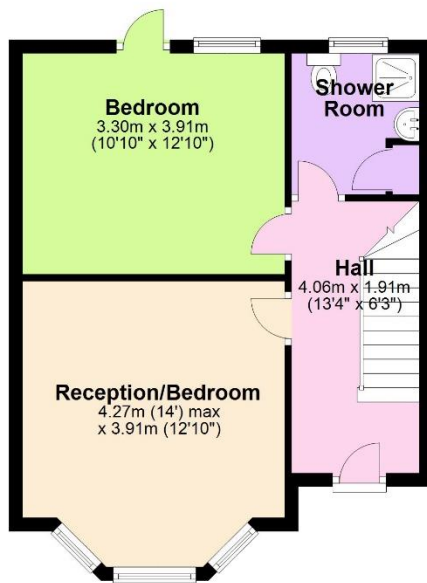 Bedroom
3.30m x 3.91m
(10'10" x 12'10")
Shower
Room
Hall
4.06m x 1.91m
(13'4" x 6'3")
Reception/Bedroom
4.27m (14') max
x 3.91m (12'10")